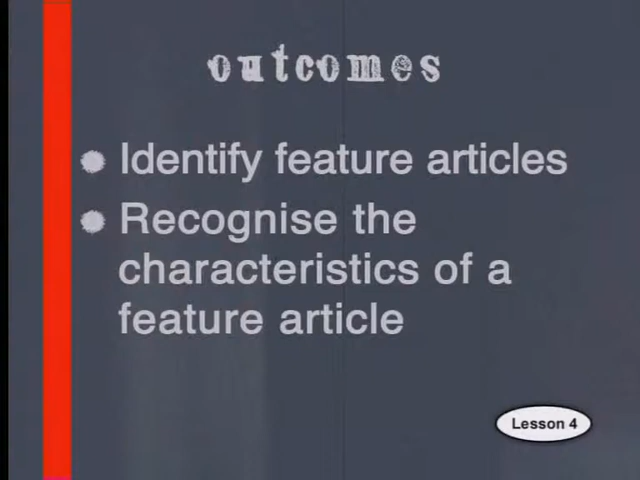 outcomes
Identify feature articles
Recognise the
characteristics of a
feature article
Lesson 4